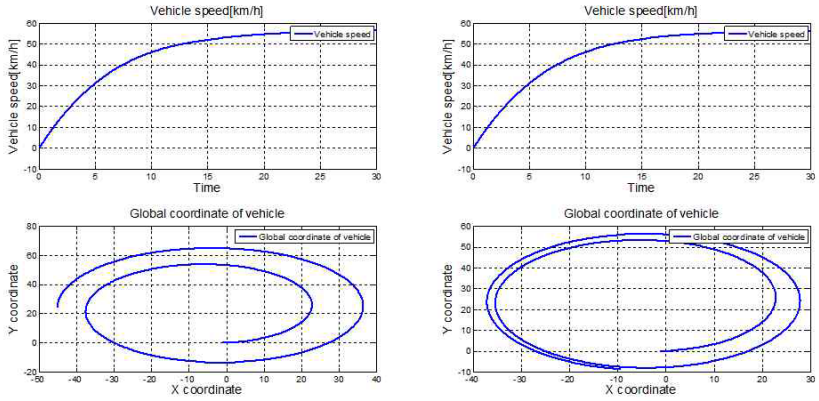 Vehicle speed[km/h]
60
50
40
30
20
10
0
-10
Vehicle speed[km/h]
Vehicle speed
0 5 10 15 20 25 30
Time
Vehicle speed[km/h]
60
50
40
30
20
10
0
-10
Vehicle speed[km/h]
Vehicle speed
0 5 10 15 20 25 30
Time
Global coordinate of vehicle
80
60
40
20
0
-20
Y coordinate
Global coordinate of vehicle
-50 -40 -30 -20 -10 0 10 20 30 40
X coordinate
Global coordinate of vehicle
60
50
40
30
20
10
0
-10
Y coordinate
Global coordinate of vehicle
-40 -30 -20 -10 0 10 20 30
X coordinate